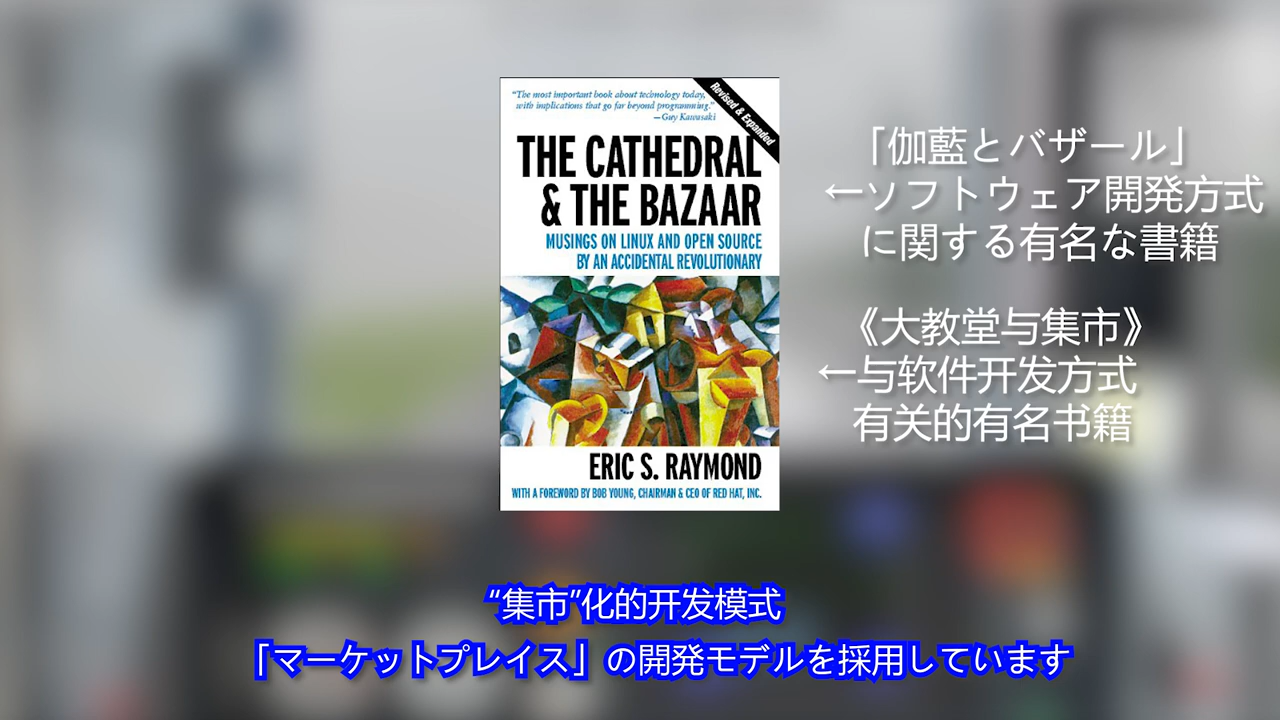 “The most important book about technology today,
with implications that go far beyond programming.”
—Guy Kawasaki
Revised & Expanded
THE CATHEDRAL
& THE BAZAAR
MUSINGS ON LINUX AND OPEN SOURCE
BY AN ACCIDENTAL REVOLUTIONARY
ERIC S. RAYMOND
WITH A FOREWORD BY BOB YOUNG, CHAIRMAN & CEO OF RED HAT, INC.
「伽藍とバザール」
←ソフトウェア開発方式
に関する有名な書籍
《大教堂与集市》
←与软件开发方式
有关的有名书籍
“集市”化的开发模式
「マーケットプレイス」の開発モデルを採用しています